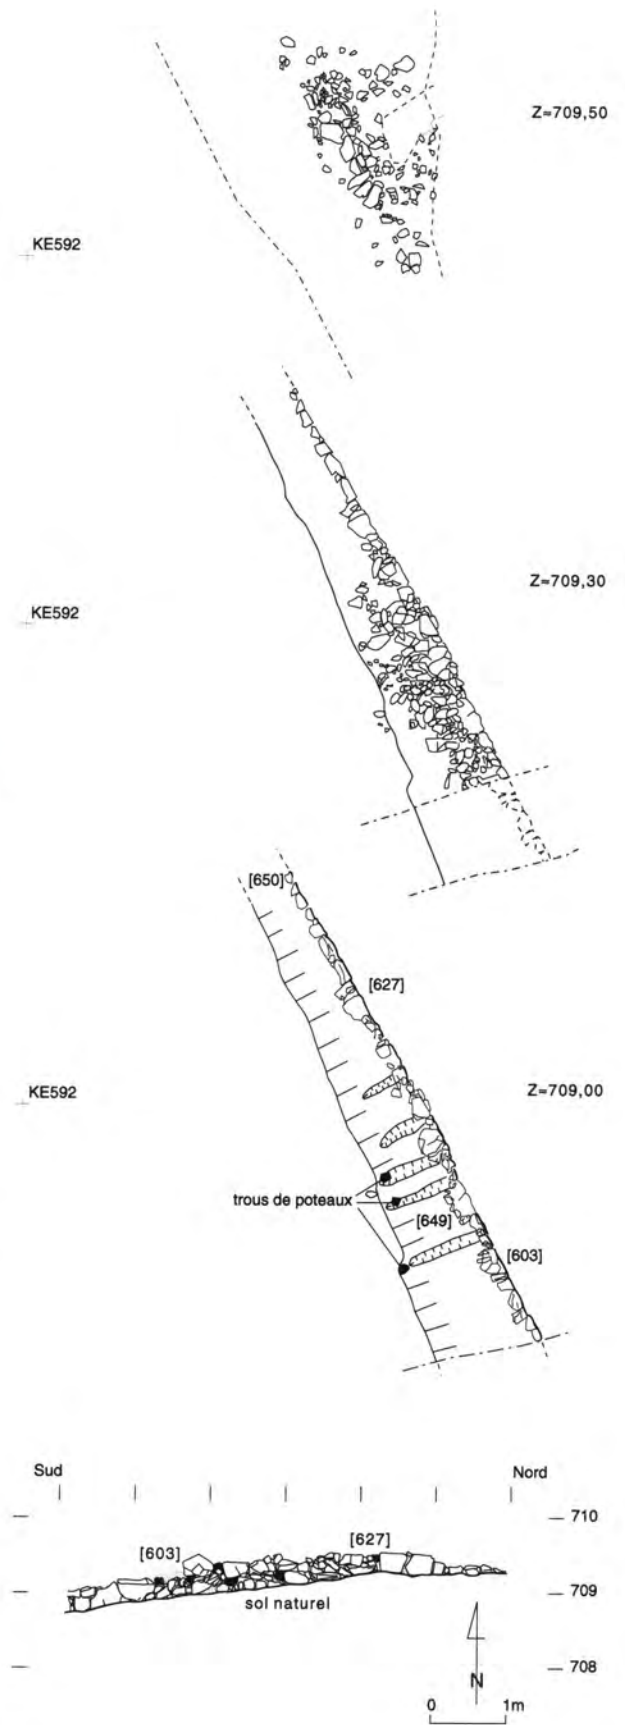 Z=709,50
KE592
Z=709,30
KE592
[650]
[627]
KE592
Z=709,00
trous de poteaux
[649]
[603]
Sud
Nord
710
[603]
[627]
709
sol naturel
708
N
0 1m